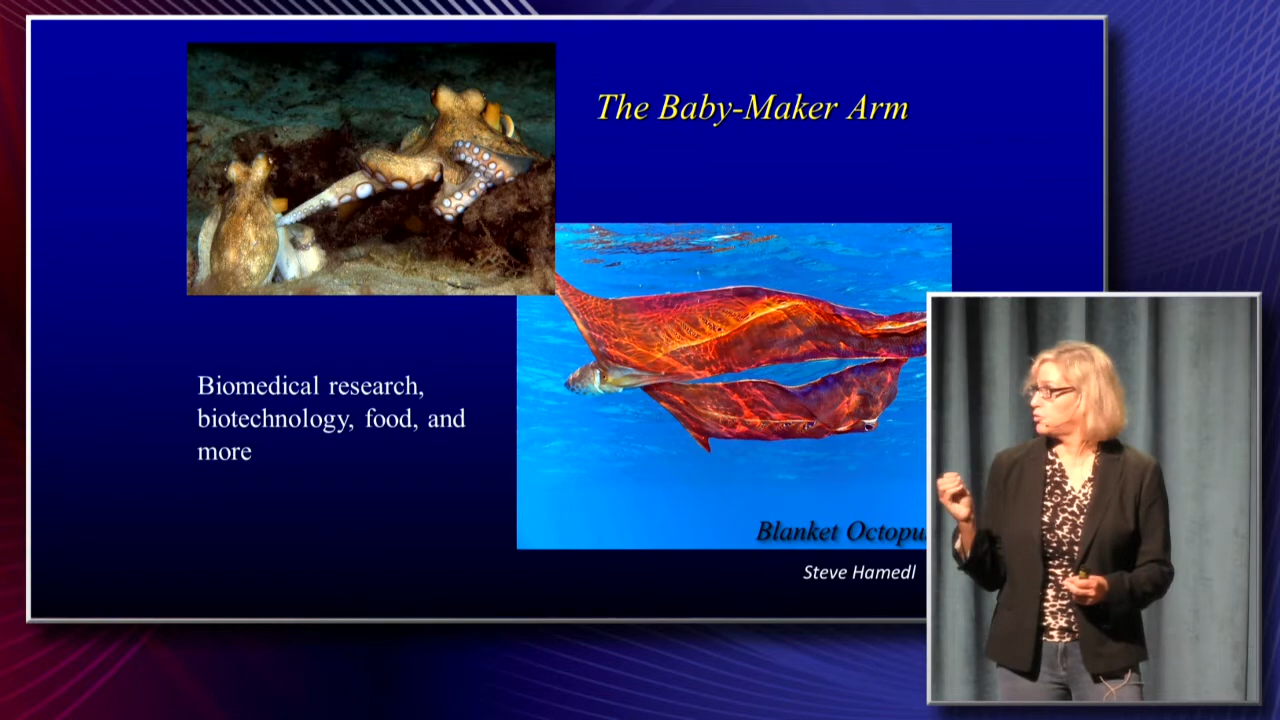 The Baby-Maker Arm
Biomedical research,
biotechnology, food, and
more
Blanket Octopu
Steve Hamedl